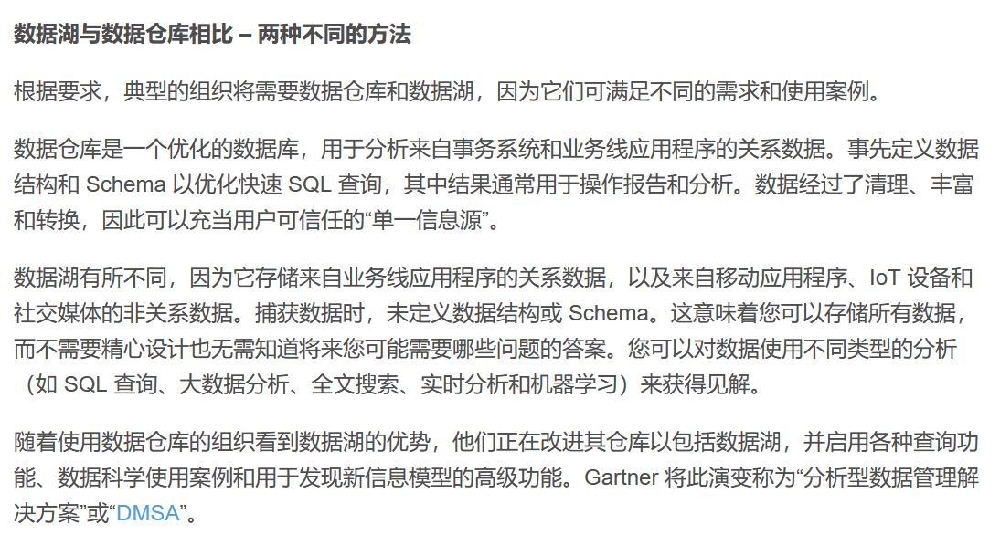 数据湖与数据仓库相比 – 两种不同的方法
根据要求，典型的组织将需要数据仓库和数据湖，因为它们可满足不同的需求和使用案例。
数据仓库是一个优化的数据库，用于分析来自事务系统和业务线应用程序的关系数据。事先定义数据
结构和 Schema 以优化快速 SQL 查询，其中结果通常用于操作报告和分析。数据经过了清理、丰富
和转换，因此可以充当用户可信任的“单一信息源”。
数据湖有所不同，因为它存储来自业务线应用程序的关系数据，以及来自移动应用程序、IoT 设备和
社交媒体的非关系数据。捕获数据时，未定义数据结构或 Schema。这意味着您可以存储所有数据，
而不需要精心设计也无需知道将来您可能需要哪些问题的答案。您可以对数据使用不同类型的分析
（如 SQL 查询、大数据分析、全文搜索、实时分析和机器学习）来获得见解。
随着使用数据仓库的组织看到数据湖的优势，他们正在改进其仓库以包括数据湖，并启用各种查询功
能、数据科学使用案例和用于发现新信息模型的高级功能。Gartner 将此演变称为“分析型数据管理解
决方案”或“DMSA”。